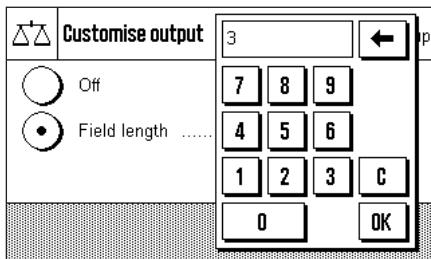 Customise output
3
Off
7 8 9
Field length ......
4 5 6
1 2 3 C
0 OK